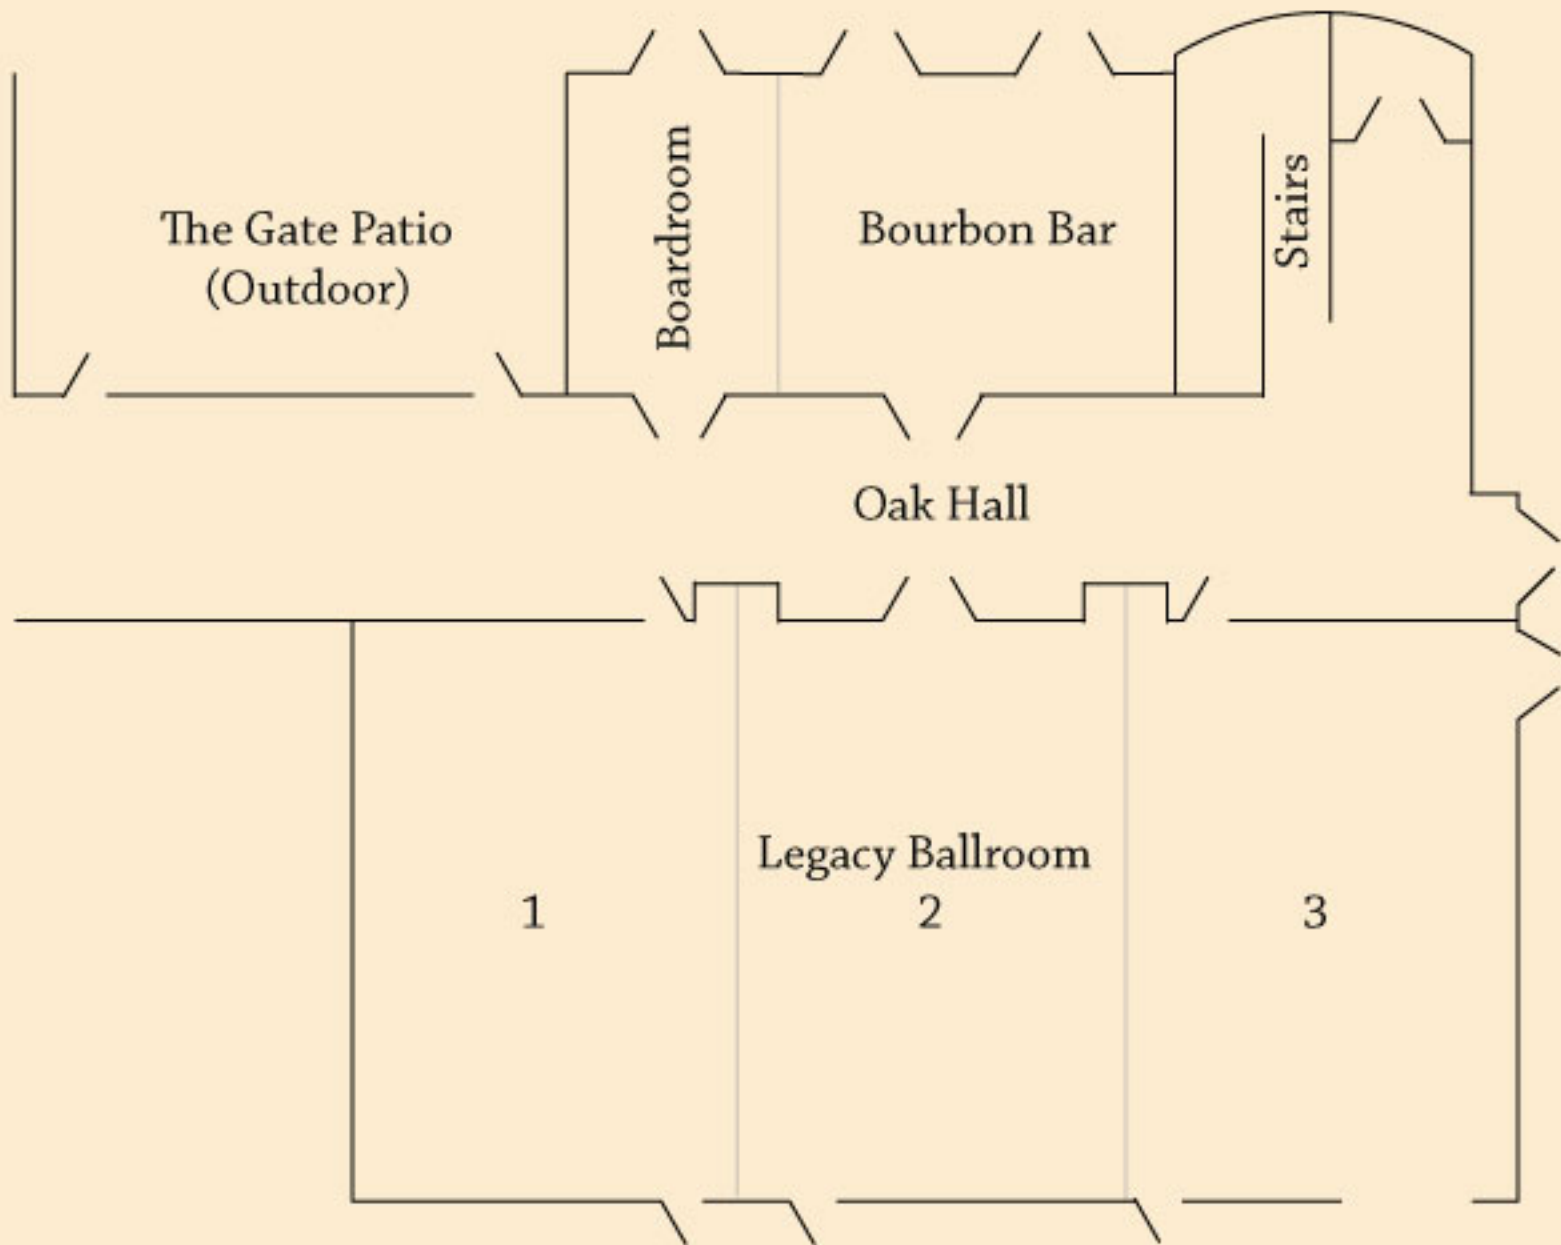 The Gate Patio
(Outdoor)
Boardroom
Bourbon Bar
Stairs
Oak Hall
Legacy Ballroom
1
2
3